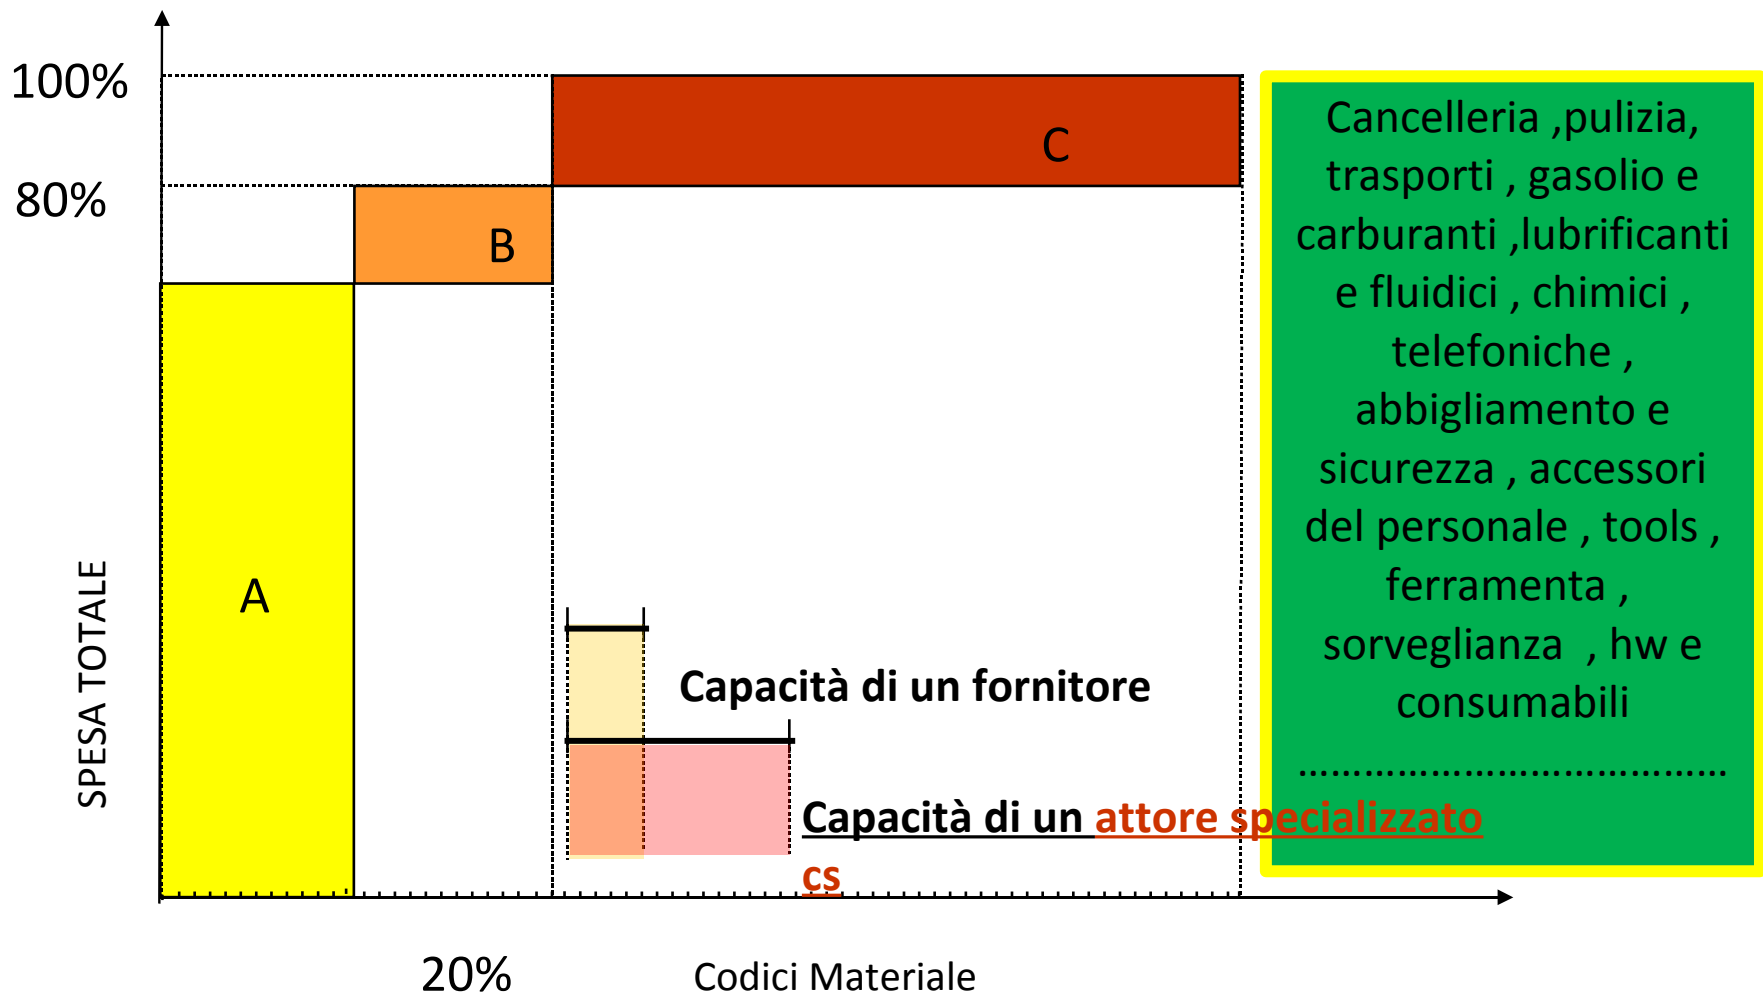 100%
80%
C
B
A
SPESA TOTALE
Capacità di un fornitore
Capacità di un attore specializzato
cs
20%
Codici Materiale
Cancelleria ,pulizia,
trasporti , gasolio e
carburanti ,lubrificanti
e fluidici , chimici ,
telefoniche ,
abbigliamento e
sicurezza , accessori
del personale , tools ,
ferramenta ,
sorveglianza , hw e
consumabili
…………………………………